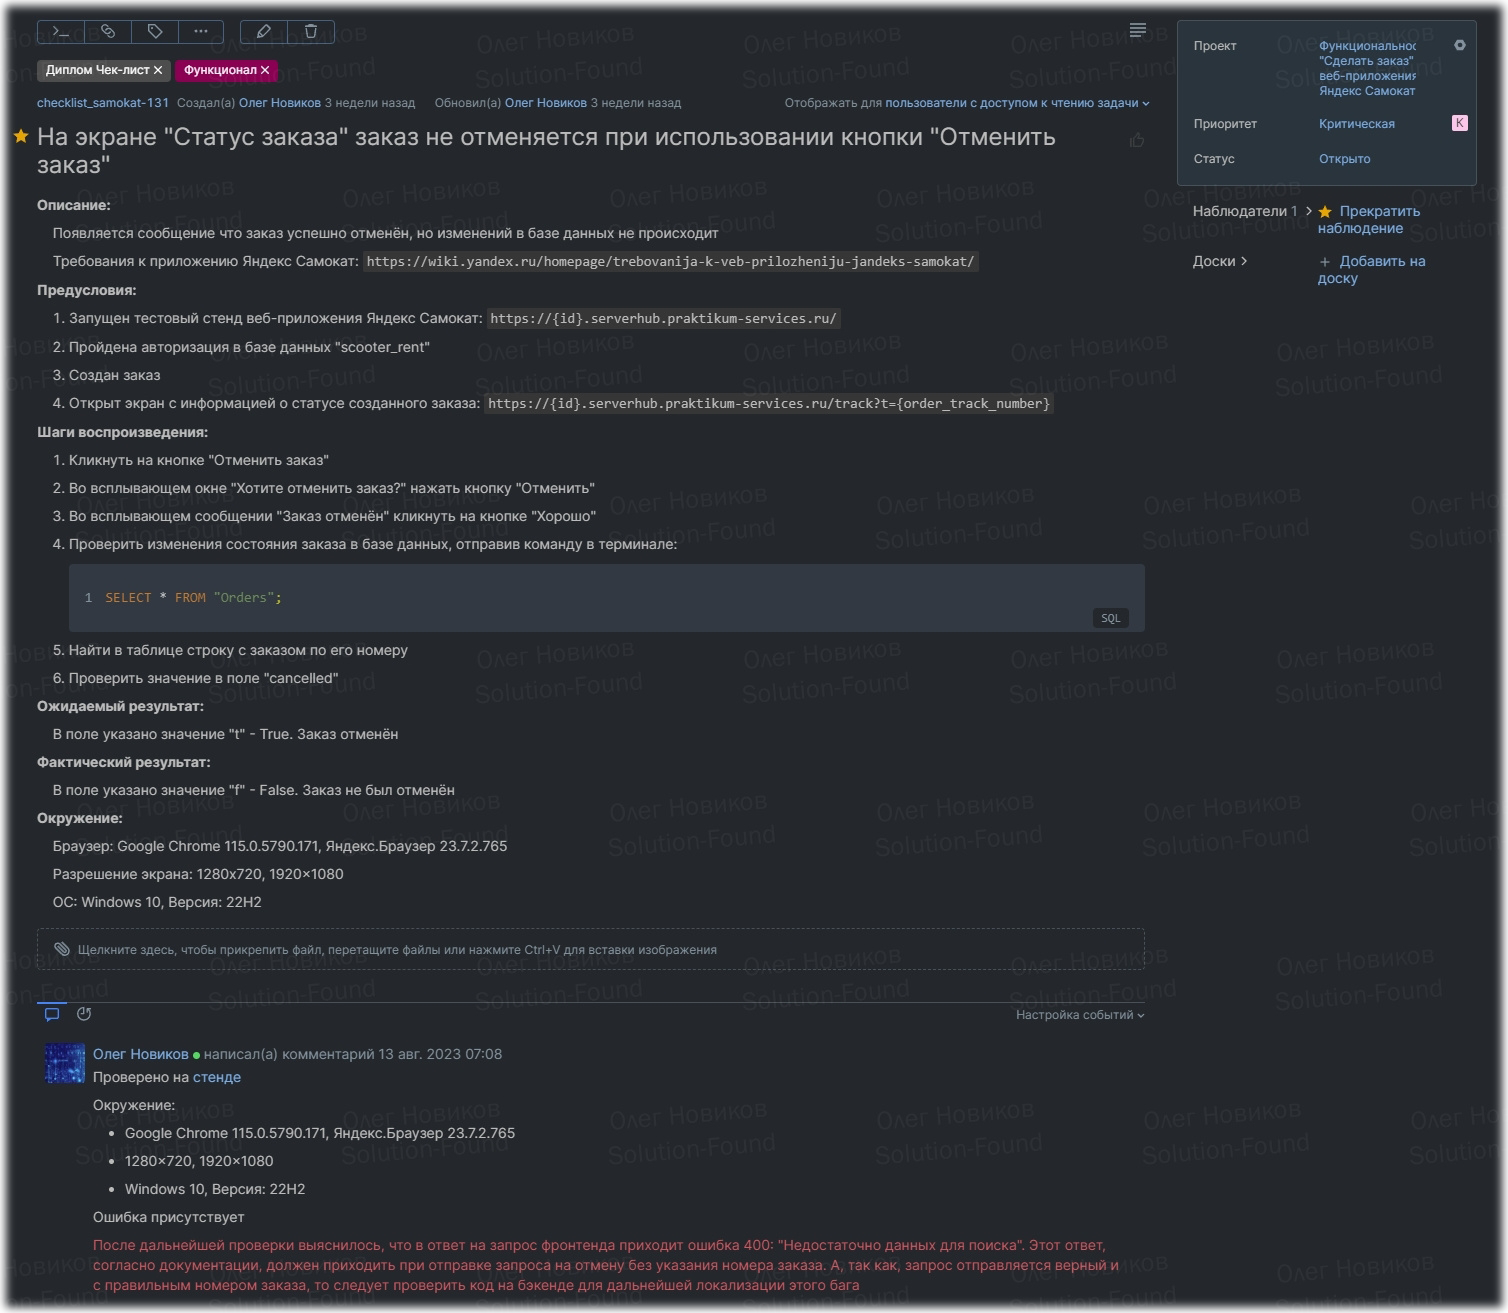 >_
Диплом Чек-лист ×
Функционал ×
checklist_samokat-131 Создал(а) Олег Новиков 3 недели назад Обновил(а) Олег Новиков 3 недели назад
Отображать для пользователи с доступом к чтению задачи
На экране "Статус заказа" заказ не отменяется при использовании кнопки "Отменить
заказ"
Описание:
Появляется сообщение что заказ успешно отменён, но изменений в базе данных не происходит
Требования к приложению Яндекс Самокат: https://wiki.yandex.ru/homepage/trebovanija-k-veb-prilozheniju-jandeks-samokat/
Предусловия:
1. Запущен тестовый стенд веб-приложения Яндекс Самокат: https://{id}.serverhub.praktikum-services.ru/
2. Пройдена авторизация в базе данных "scooter_rent"
3. Создан заказ
4. Открыт экран с информацией о статусе созданного заказа: https://{id}.serverhub.praktikum-services.ru/track?t={order_track_number}
Шаги воспроизведения:
1. Кликнуть на кнопке "Отменить заказ"
2. Во всплывающем окне "Хотите отменить заказ?" нажать кнопку "Отменить"
3. Во всплывающем сообщении "Заказ отменён" кликнуть на кнопке "Хорошо"
4. Проверить изменения состояния заказа в базе данных, отправив команду в терминале:
1 SELECT * FROM "Orders";
SQL
5. Найти в таблице строку с заказом по его номеру
6. Проверить значение в поле "cancelled"
Ожидаемый результат:
В поле указано значение "t" - True. Заказ отменён
Фактический результат:
В поле указано значение "f" - False. Заказ не был отменён
Окружение:
Браузер: Google Chrome 115.0.5790.171, Яндекс.Браузер 23.7.2.765
Разрешение экрана: 1280x720, 1920×1080
ОС: Windows 10, Версия: 22H2
Щелкните здесь, чтобы прикрепить файл, перетащите файлы или нажмите Ctrl+V для вставки изображения
Настройка событий
Олег Новиков написал(а) комментарий 13 авг. 2023 07:08
Проверено на стенде
Окружение:
• Google Chrome 115.0.5790.171, Яндекс.Браузер 23.7.2.765
• 1280×720, 1920×1080
• Windows 10, Версия: 22H2
Ошибка присутствует
После дальнейшей проверки выяснилось, что в ответ на запрос фронтенда приходит ошибка 400: "Недостаточно данных для поиска". Этот ответ,
согласно документации, должен приходить при отправке запроса на отмену без указания номера заказа. А, так как, запрос отправляется верный и
с правильным номером заказа, то следует проверить код на бэкенде для дальнейшей локализации этого бага
Проект
Функциональнос
"Сделать заказ"
веб-приложения
Яндекс Самокат
Приоритет Критическая К
Статус Открыто
Наблюдатели 1 Прекратить
наблюдение
Доски + Добавить на
доску
Олег Новиков
Solution-Found